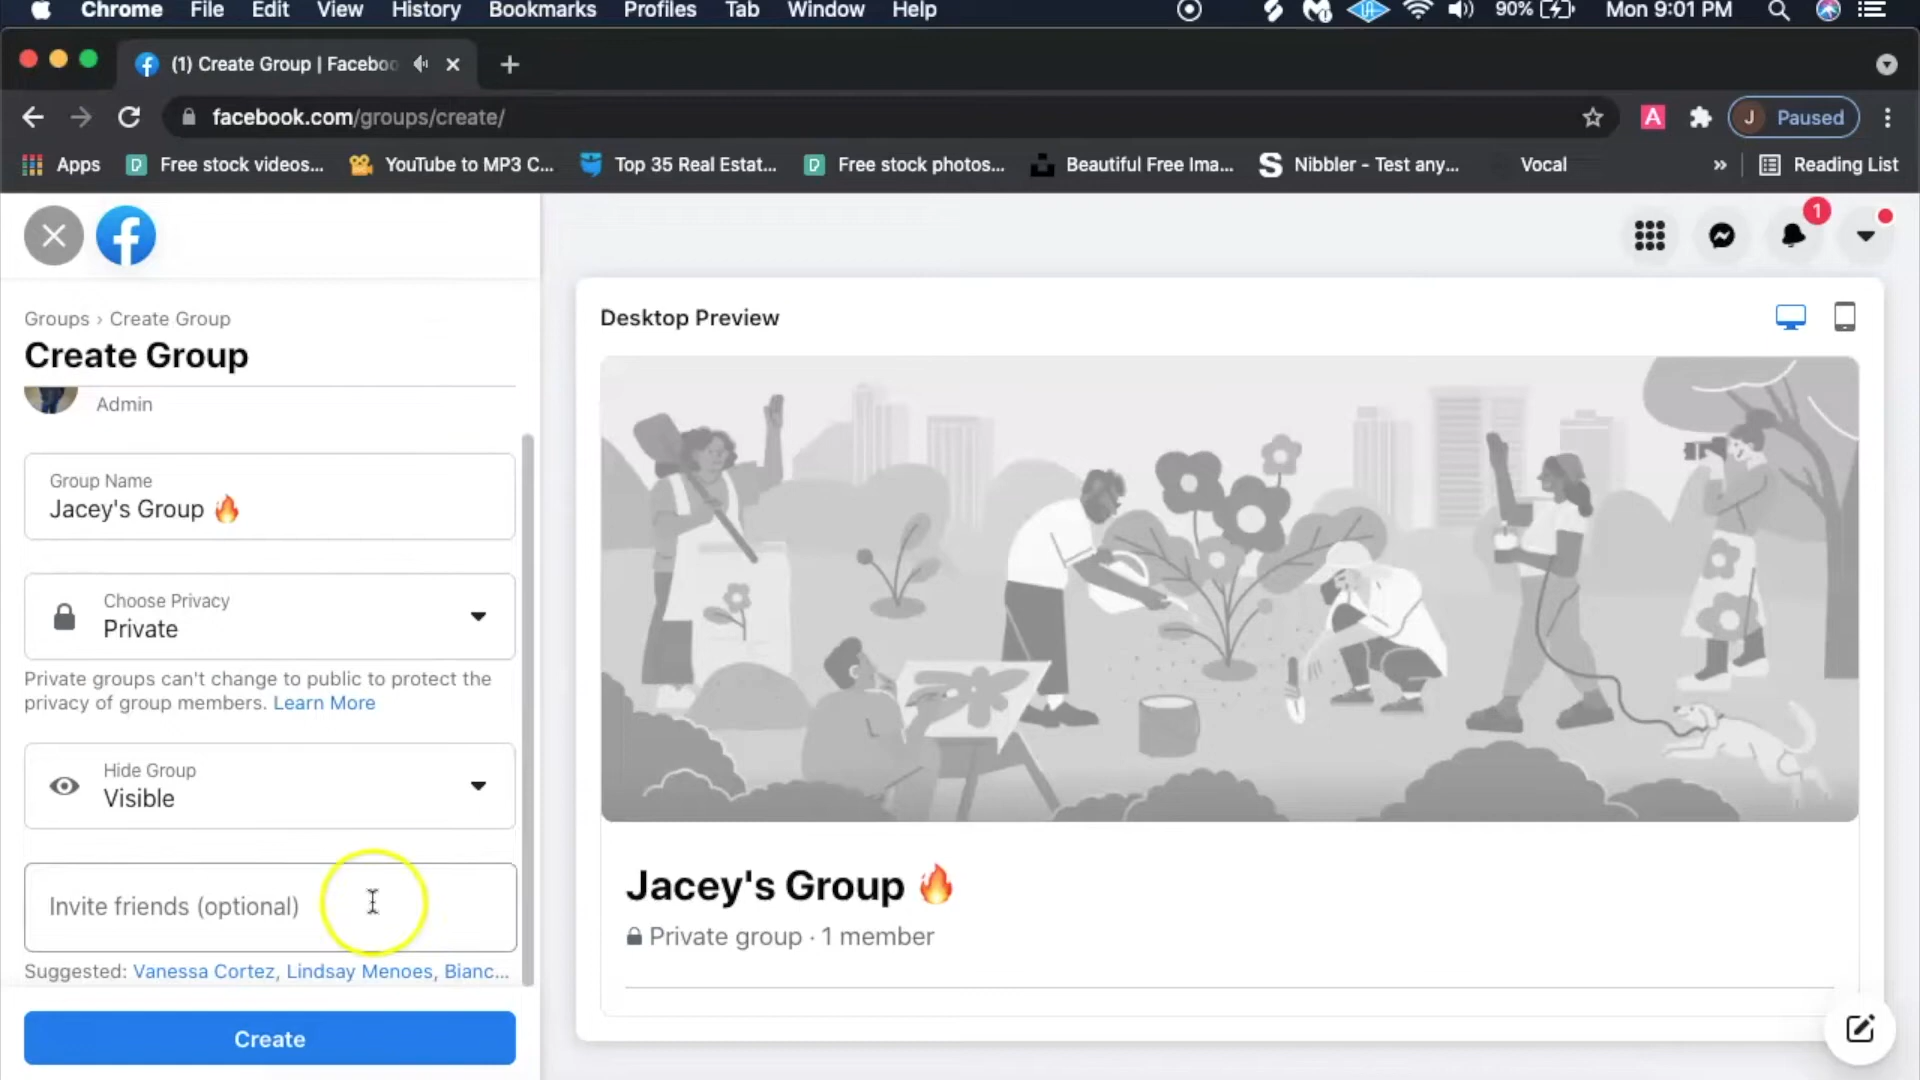 Chrome File Edit View History Bookmarks Profiles Tab Window Help 90% Mon 9:01 PM
(1) Create Group | Faceboo
facebook.com/groups/create/
A
J Paused
Apps Free stock videos... YouTube to MP3 C... Top 35 Real Estat... Free stock photos... Beautiful Free Ima... Nibbler - Test any... Vocal » Reading List
1
Groups › Create Group
Create Group
Admin
Group Name
Jacey's Group 🔥
Choose Privacy
Private
Private groups can't change to public to protect the
privacy of group members. Learn More
Hide Group
Visible
Invite friends (optional)
Suggested: Vanessa Cortez, Lindsay Menoes, Bianc...
Create
Desktop Preview
Jacey's Group 🔥
Private group · 1 member